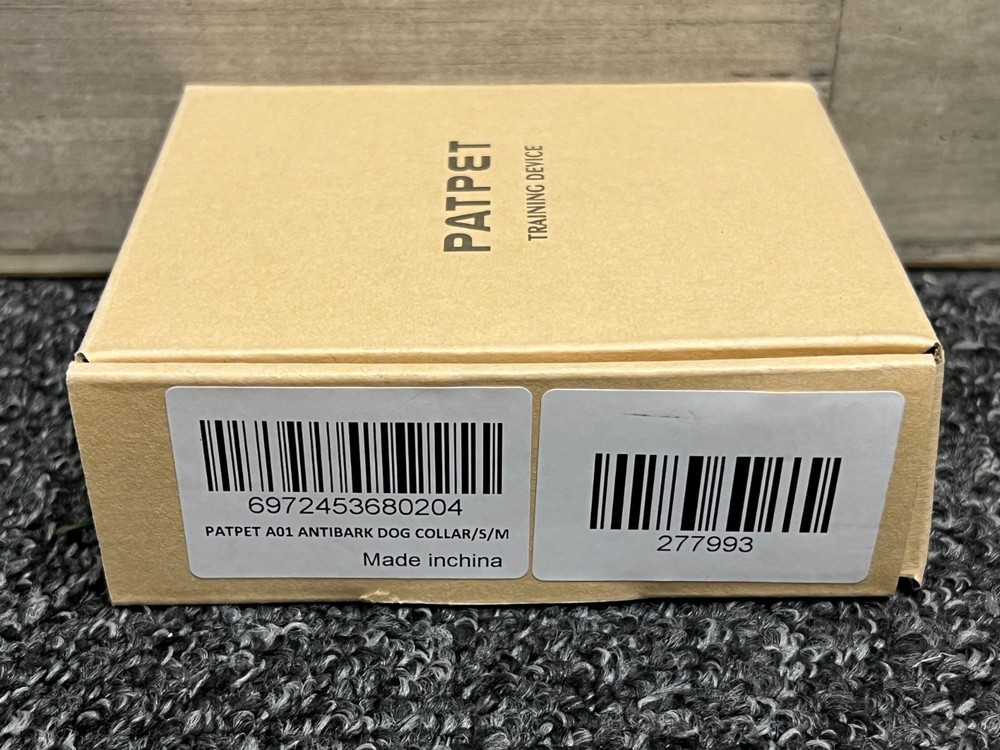 PATPET
TRAINING DEVICE
6972453680204
PATPET A01 ANTIBARK DOG COLLAR/S/M
Made inchina
277993